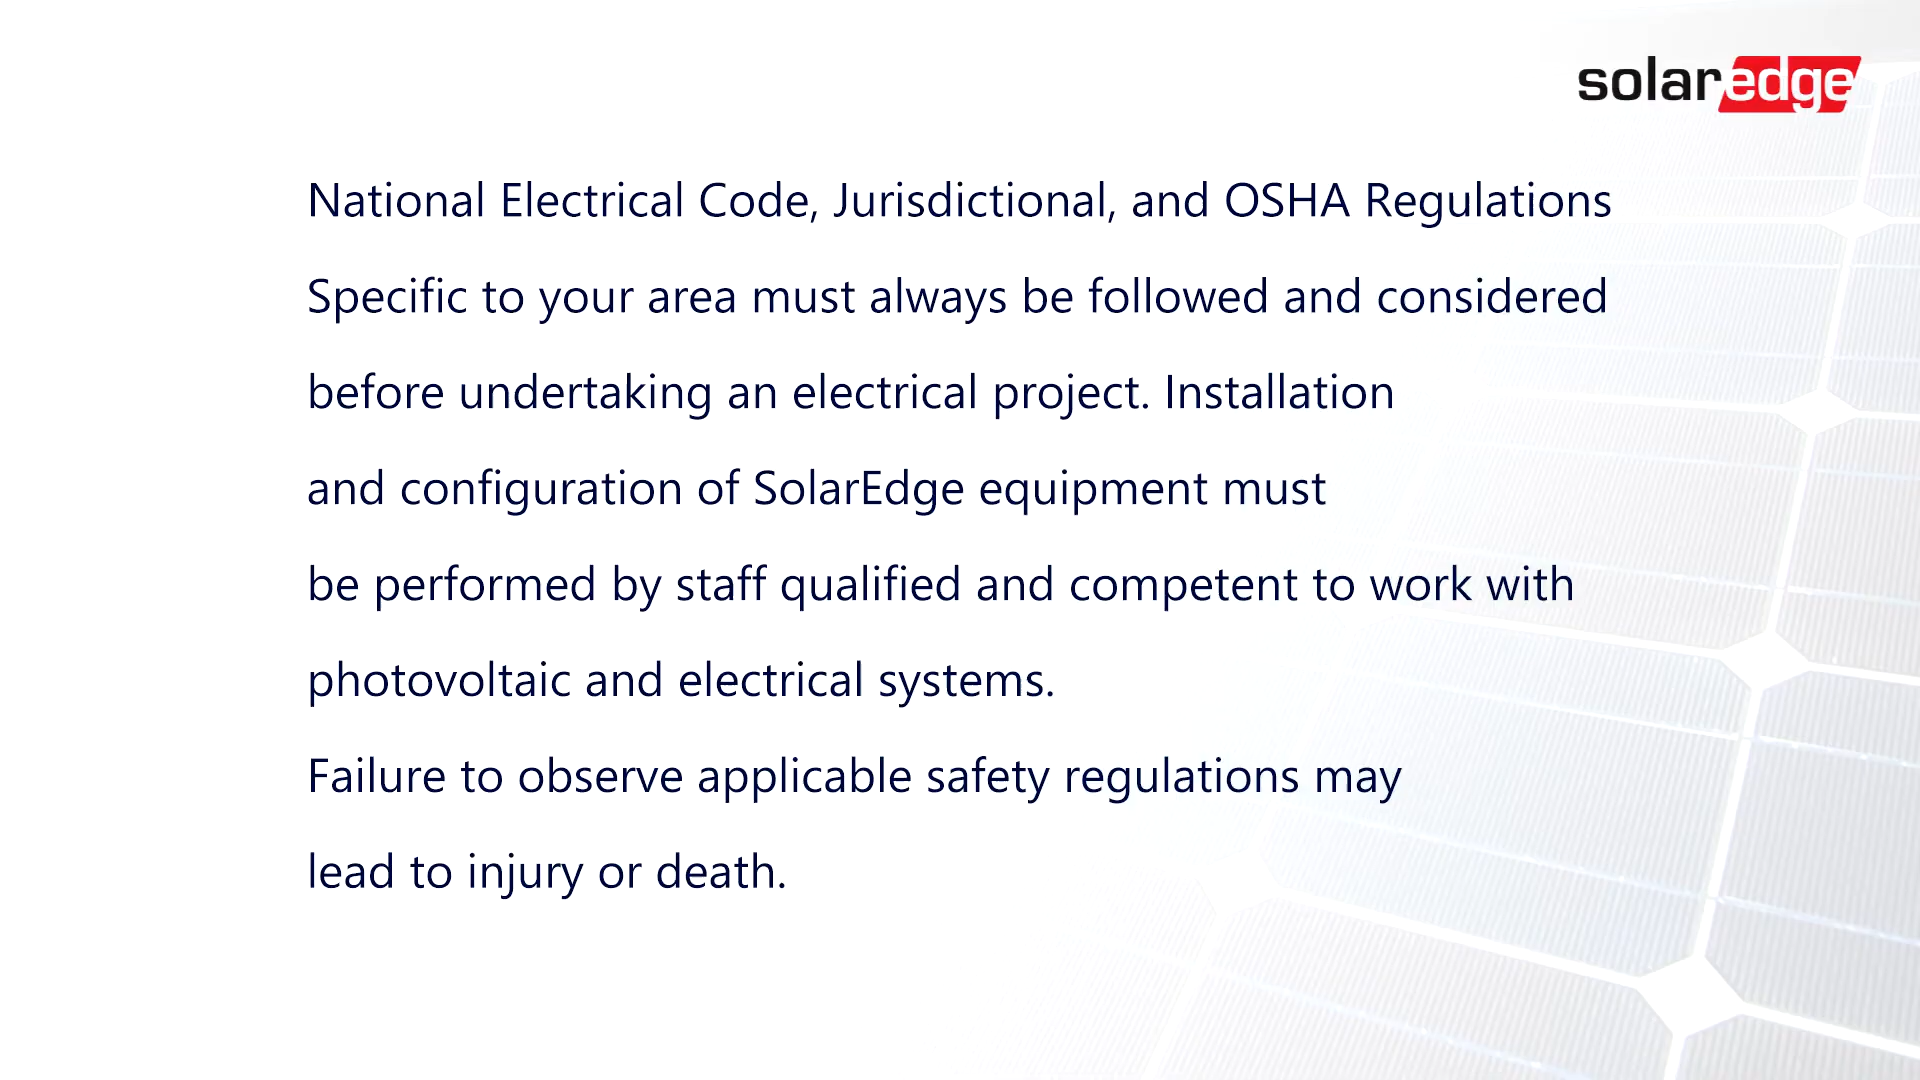 solaredge
National Electrical Code, Jurisdictional, and OSHA Regulations
Specific to your area must always be followed and considered
before undertaking an electrical project. Installation
and configuration of SolarEdge equipment must
be performed by staff qualified and competent to work with
photovoltaic and electrical systems.
Failure to observe applicable safety regulations may
lead to injury or death.